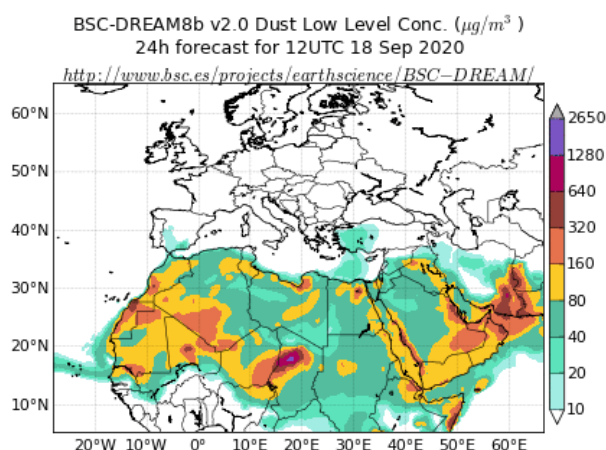 BSC-DREAM8b v2.0 Dust Low Level Conc. (μg/m³ )
24h forecast for 12UTC 18 Sep 2020
http://www.bsc.es/projects/earthscience/BSC−DREAM/
60°N
50°N
40°N
30°N
20°N
10°N
20°W
10°W
0°
10°E
20°E
30°E
40°E
50°E
60°E
2650
1280
640
320
160
80
40
20
10